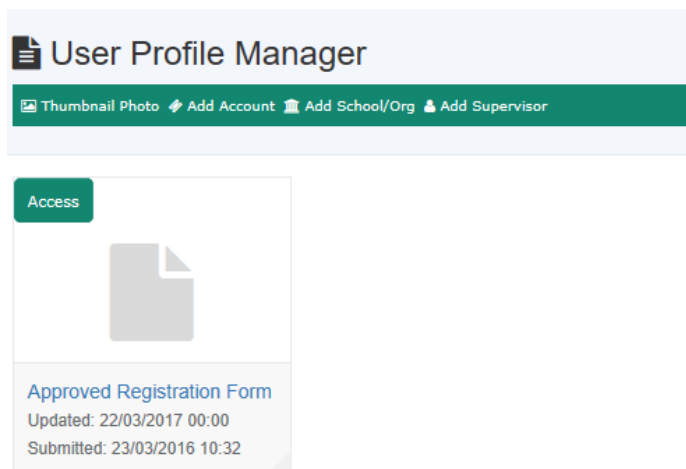 User Profile Manager
Thumbnail Photo Add Account Add School/Org Add Supervisor
Access
Approved Registration Form
Updated: 22/03/2017 00:00
Submitted: 23/03/2016 10:32